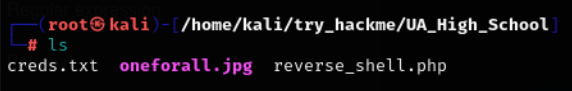 ┌──(root㉿kali)-[/home/kali/try_hackme/UA_High_School]
└─# ls
creds.txt  oneforall.jpg  reverse_shell.php